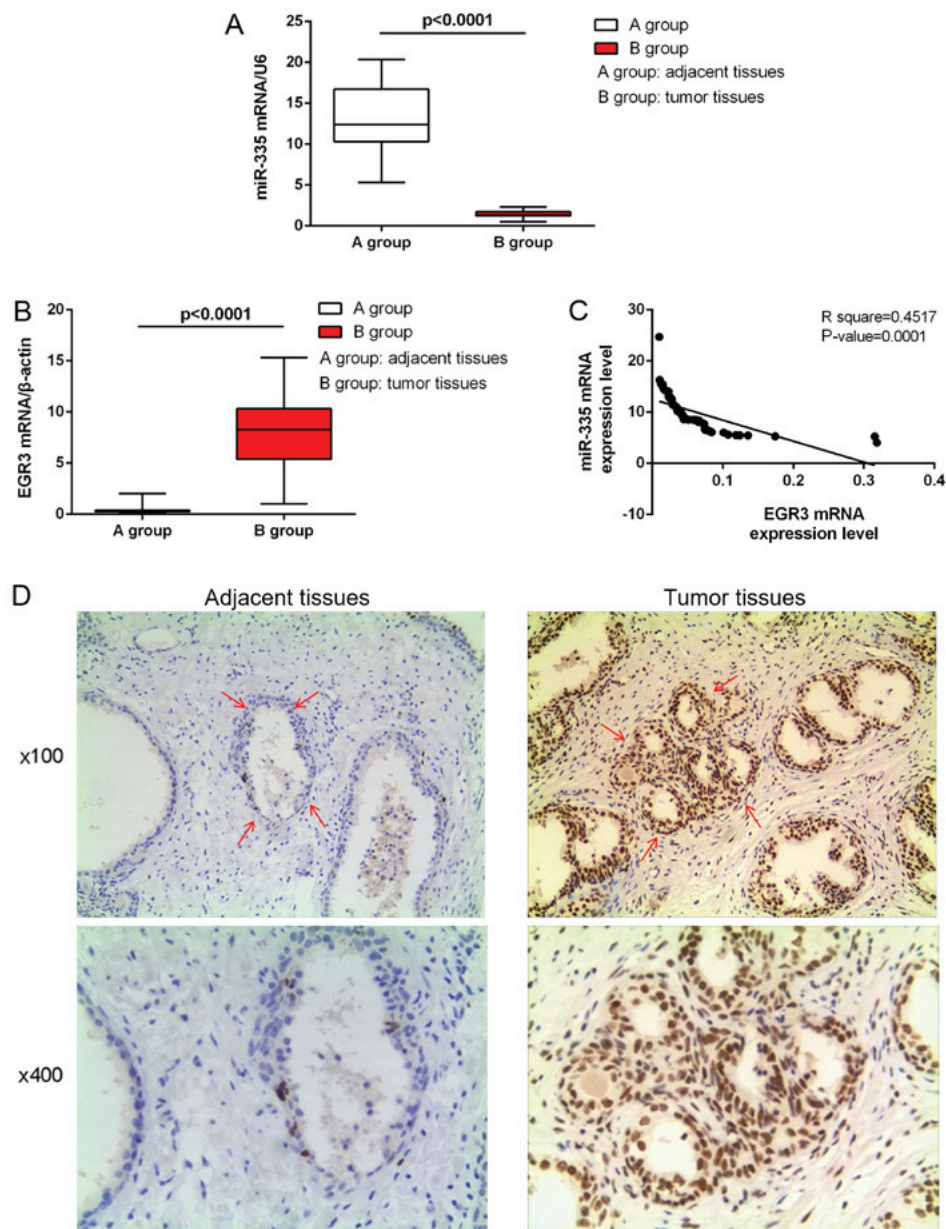 A
p<0.0001
A group
B group
A group: adjacent tissues
B group: tumor tissues
miR-335 mRNA/U6
25
20
15
10
5
0
A group
B group
B
p<0.0001
A group
B group
A group: adjacent tissues
B group: tumor tissues
EGR3 mRNA/β-actin
20
15
10
5
0
A group
B group
C
R square=0.4517
P-value=0.0001
miR-335 mRNA
expression level
30
20
10
0
-10
0.1
0.2
0.3
0.4
EGR3 mRNA
expression level
D
Adjacent tissues
Tumor tissues
x100
x400